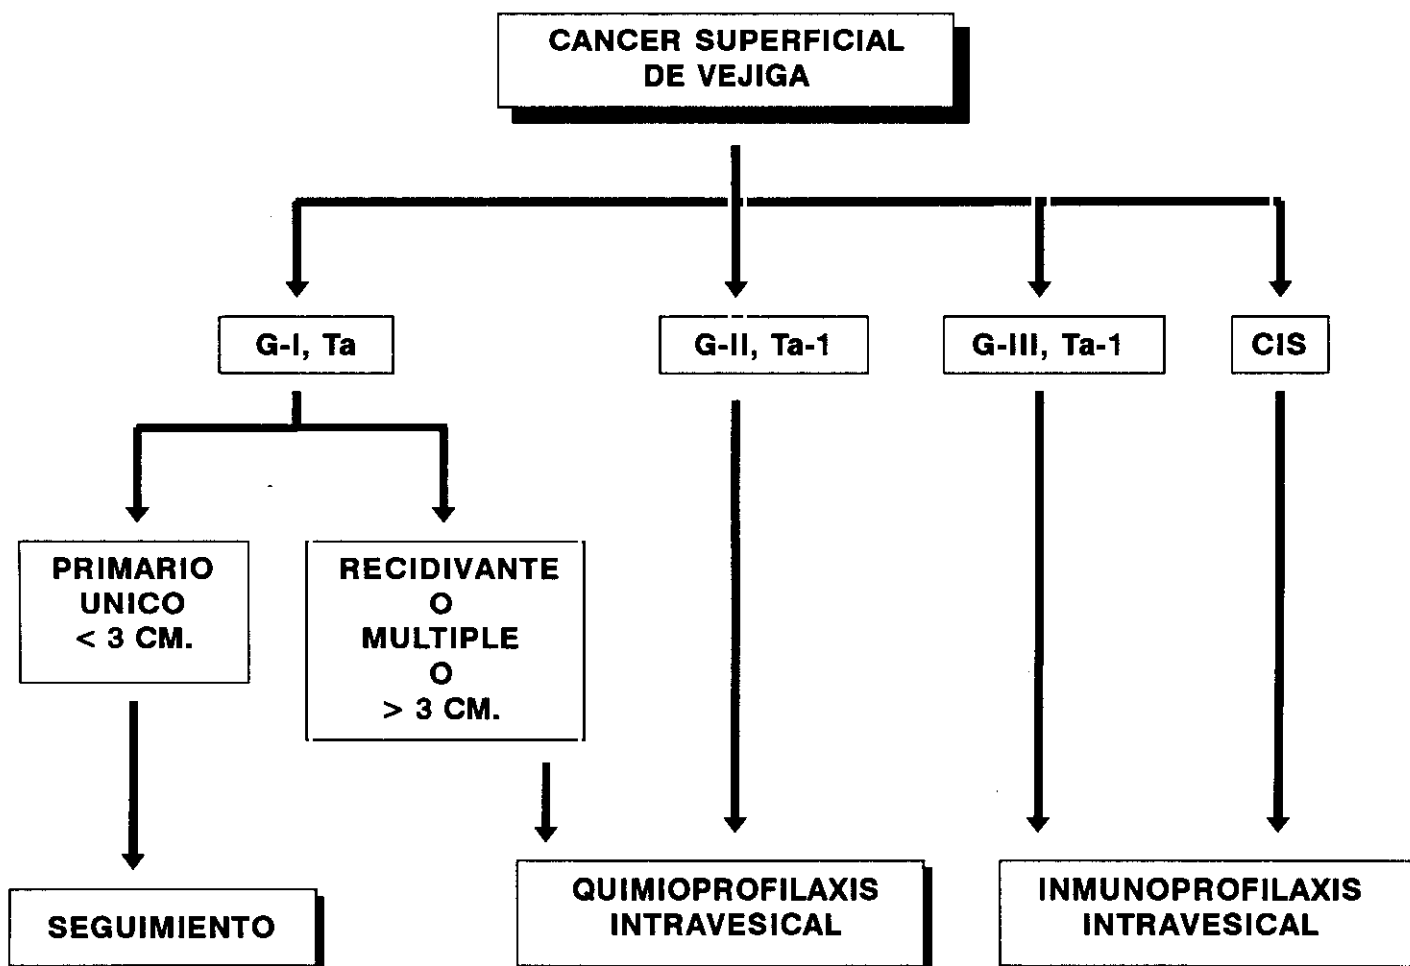 CANCER SUPERFICIAL
DE VEJIGA
G-I, Ta
G-II, Ta-1
G-III, Ta-1
CIS
PRIMARIO
UNICO
< 3 CM.
RECIDIVANTE
O
MULTIPLE
O
> 3 CM.
SEGUIMIENTO
QUIMIOPROFILAXIS
INTRAVESICAL
INMUNOPROFILAXIS
INTRAVESICAL